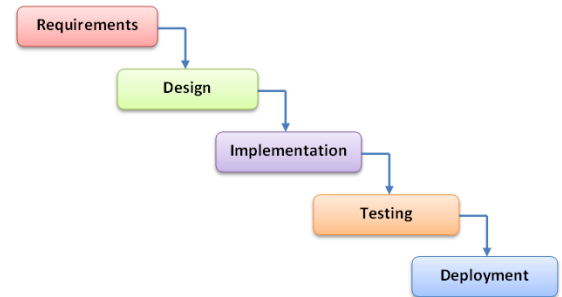 Requirements
Design
Implementation
Testing
Deployment